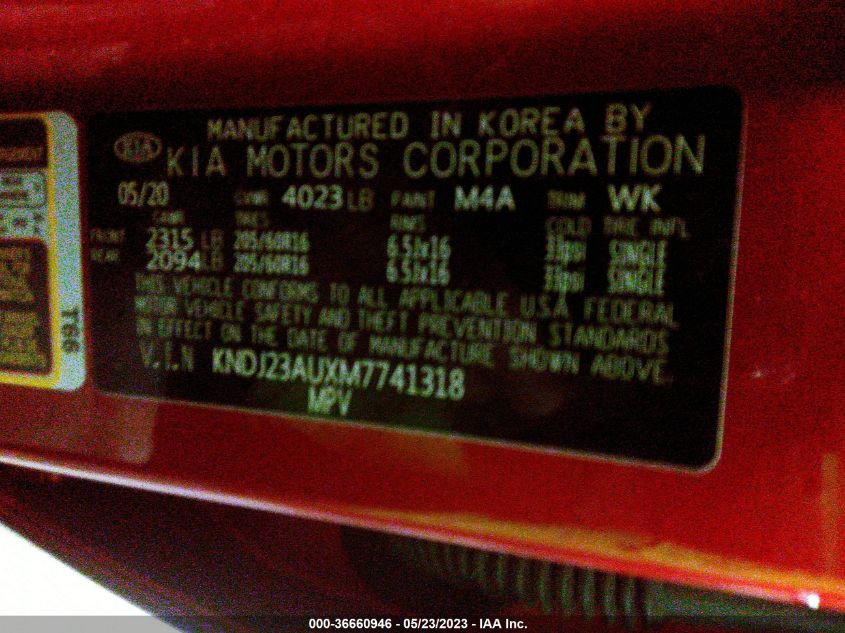 MANUFACTURED IN KOREA BY
KIA KIA MOTORS CORPORATION
05/20 GVWR 4023 LB PAINT M4A TRIM WK
GAWR TIRES RIMS COLD TIRE INFL
FRONT 2315 LB 205/60R16 6.5Jx16 33psi SINGLE
REAR 2094 LB 205/60R16 6.5Jx16 33psi SINGLE
THIS VEHICLE CONFORMS TO ALL APPLICABLE U.S.A. FEDERAL
MOTOR VEHICLE SAFETY AND THEFT PREVENTION STANDARDS
IN EFFECT ON THE DATE OF MANUFACTURE SHOWN ABOVE.
V.I.N KNDJ23AUXM7741318
MPV
T66
000-36660946 - 05/23/2023 - IAA Inc.